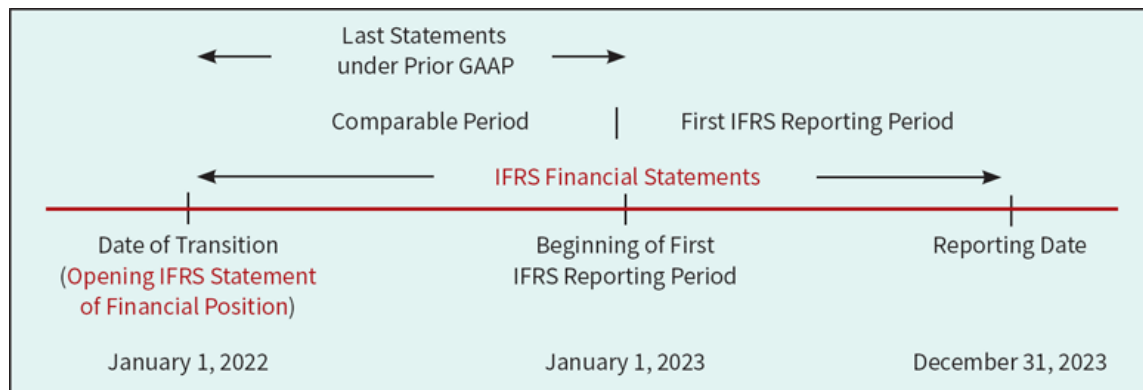 Last Statements
under Prior GAAP
Comparable Period
First IFRS Reporting Period
IFRS Financial Statements
Date of Transition
(Opening IFRS Statement
of Financial Position)
Beginning of First
IFRS Reporting Period
Reporting Date
January 1, 2022
January 1, 2023
December 31, 2023